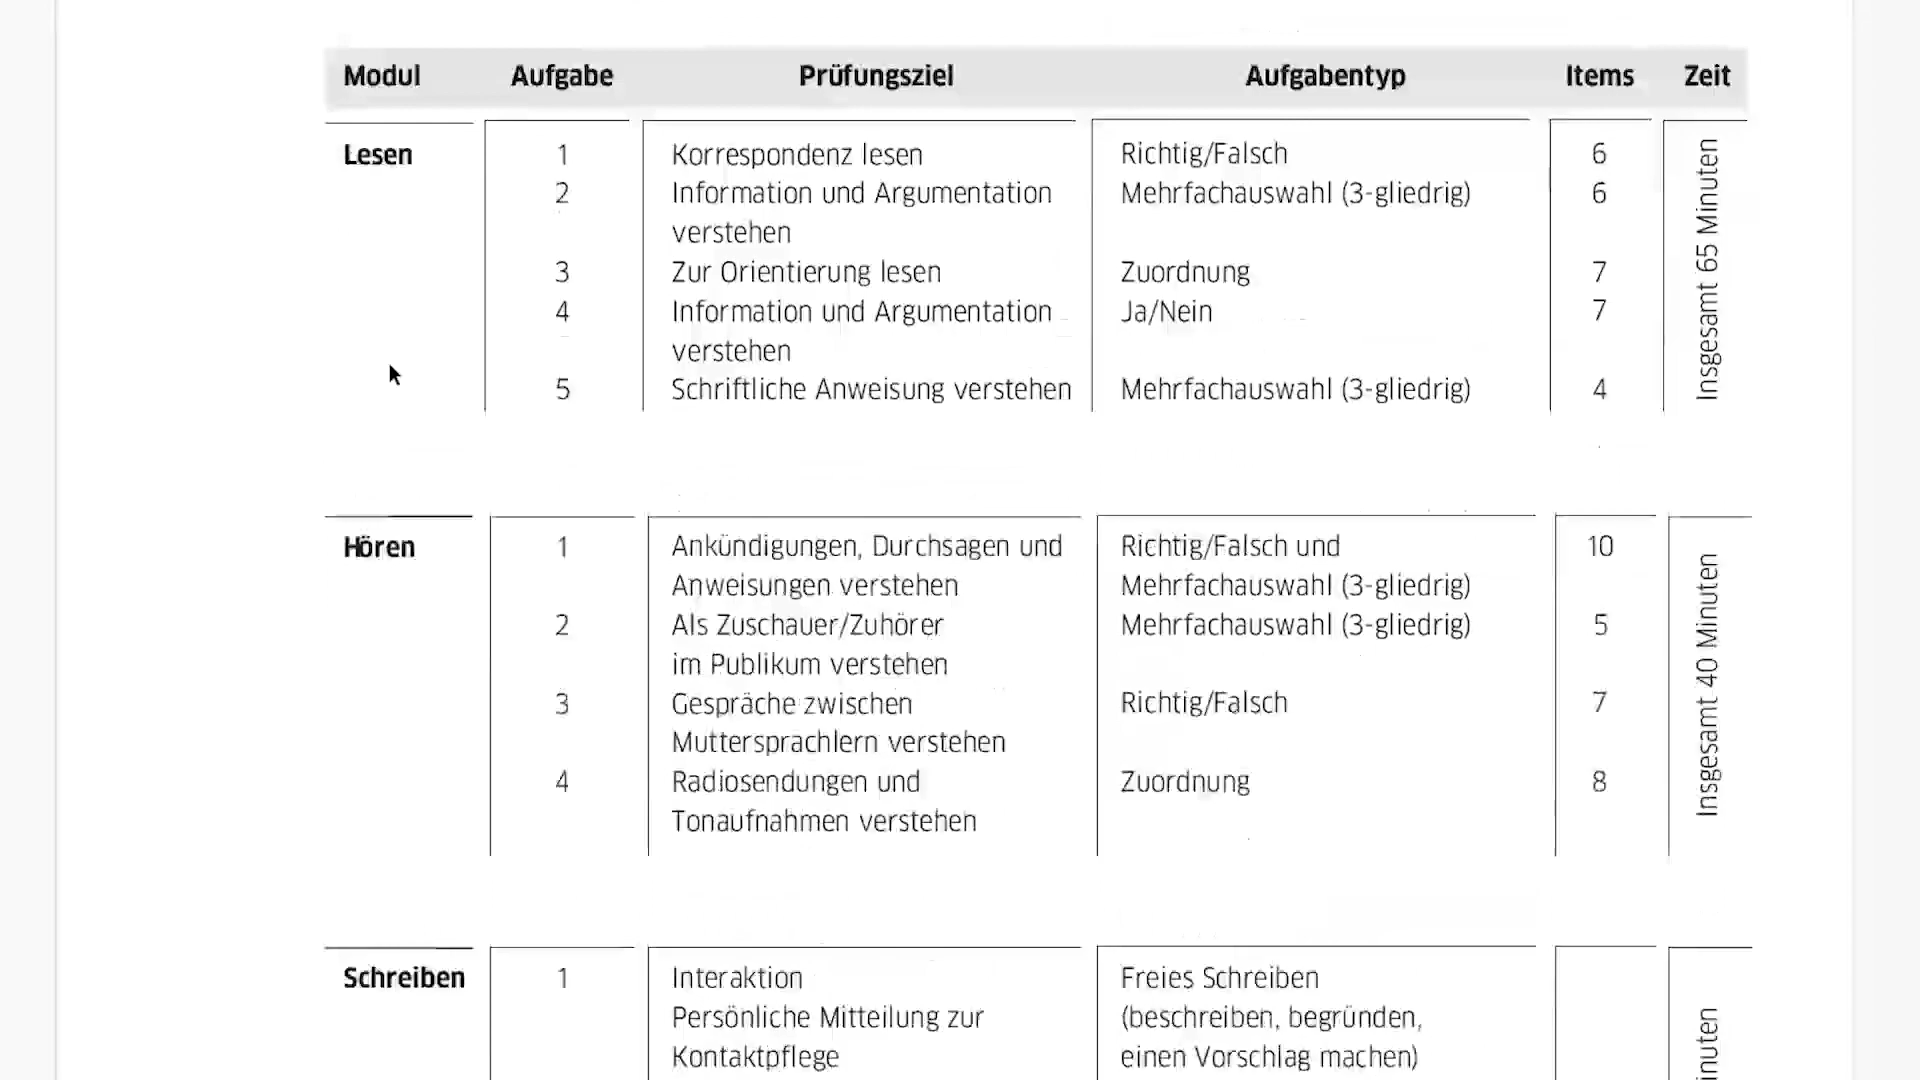 Modul Aufgabe Prüfungsziel Aufgabentyp Items Zeit
Lesen 1 Korrespondenz lesen Richtig/Falsch 6
2 Information und Argumentation Mehrfachauswahl (3-gliedrig) 6
verstehen
3 Zur Orientierung lesen Zuordnung 7
4 Information und Argumentation Ja/Nein 7
verstehen
5 Schriftliche Anweisung verstehen Mehrfachauswahl (3-gliedrig) 4
Insgesamt 65 Minuten
Hören 1 Ankündigungen, Durchsagen und Richtig/Falsch und 10
Anweisungen verstehen Mehrfachauswahl (3-gliedrig)
2 Als Zuschauer/Zuhörer Mehrfachauswahl (3-gliedrig) 5
im Publikum verstehen
3 Gespräche zwischen Richtig/Falsch 7
Muttersprachlern verstehen
4 Radiosendungen und Zuordnung 8
Tonaufnahmen verstehen
Insgesamt 40 Minuten
Schreiben 1 Interaktion Freies Schreiben
Persönliche Mitteilung zur (beschreiben, begründen,
Kontaktpflege einen Vorschlag machen)